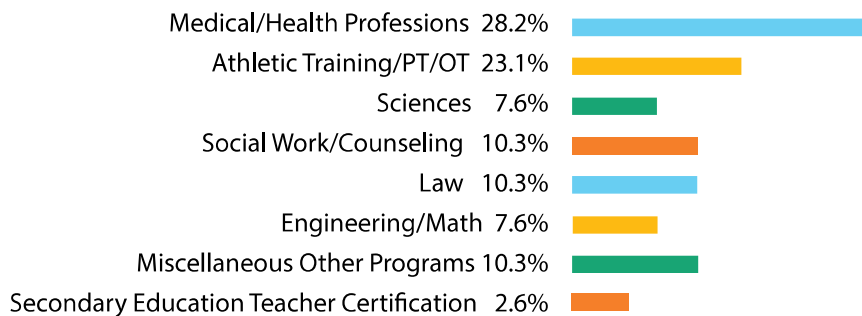 Medical/Health Professions 28.2%
Athletic Training/PT/OT 23.1%
Sciences 7.6%
Social Work/Counseling 10.3%
Law 10.3%
Engineering/Math 7.6%
Miscellaneous Other Programs 10.3%
Secondary Education Teacher Certification 2.6%